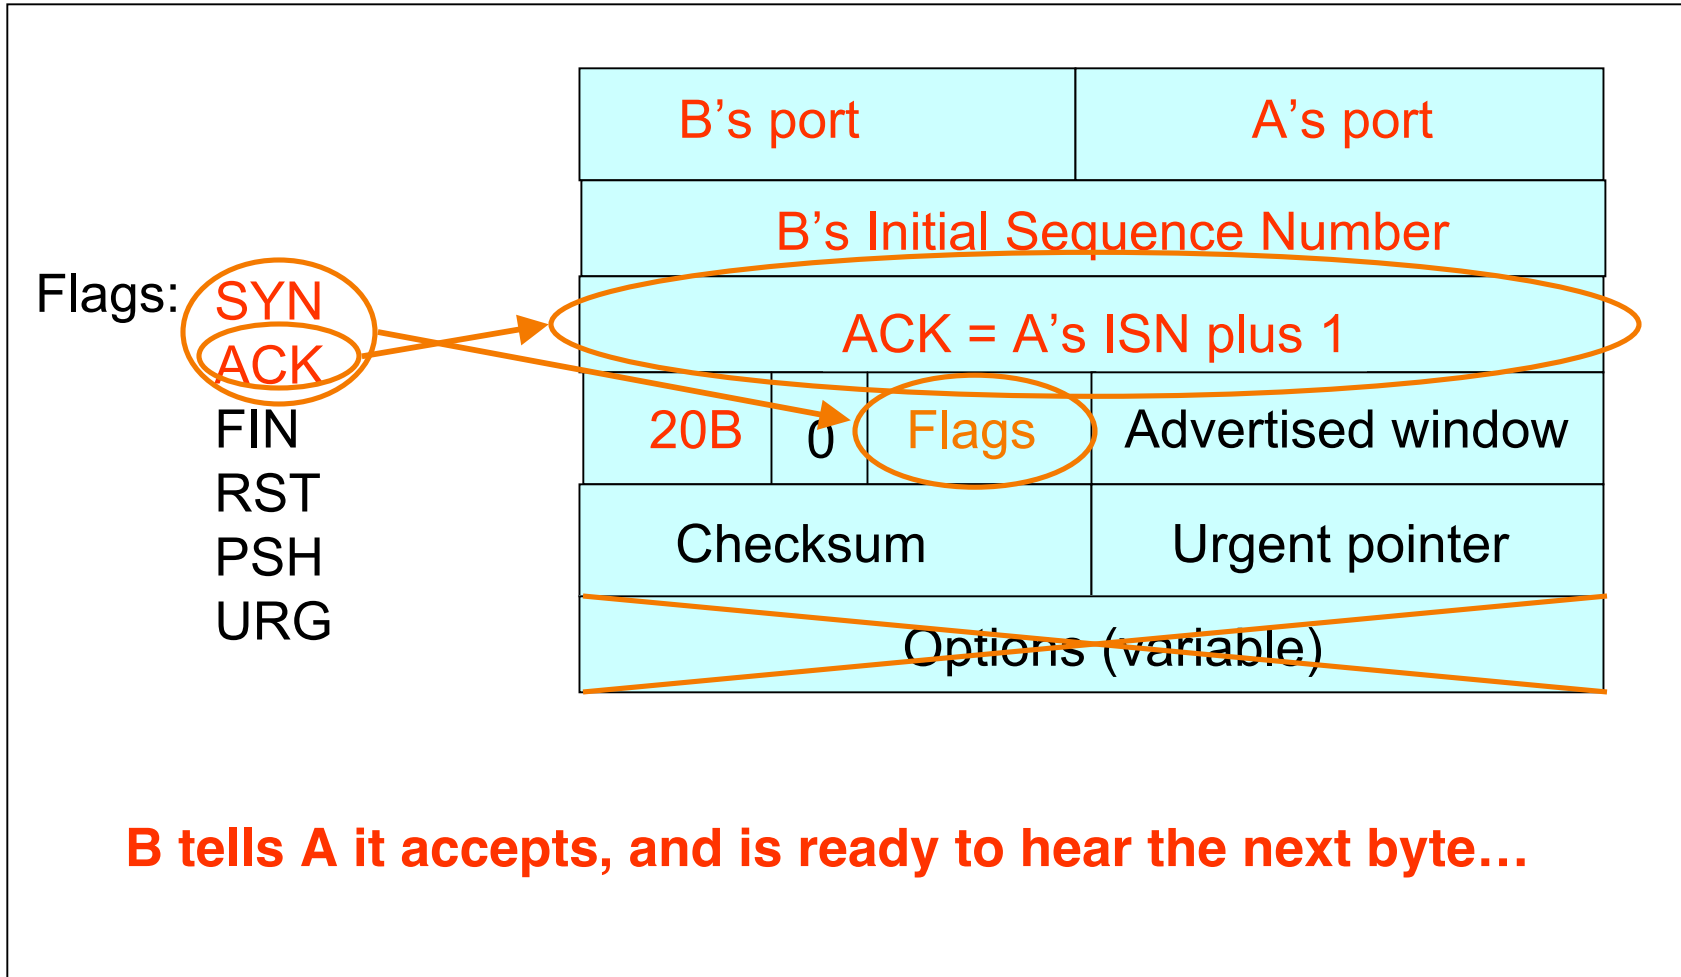 B’s port A’s port
B’s Initial Sequence Number
Flags: SYN
ACK
FIN
RST
PSH
URG
ACK = A’s ISN plus 1
20B 0 Flags Advertised window
Checksum Urgent pointer
Options (variable)
B tells A it accepts, and is ready to hear the next byte…